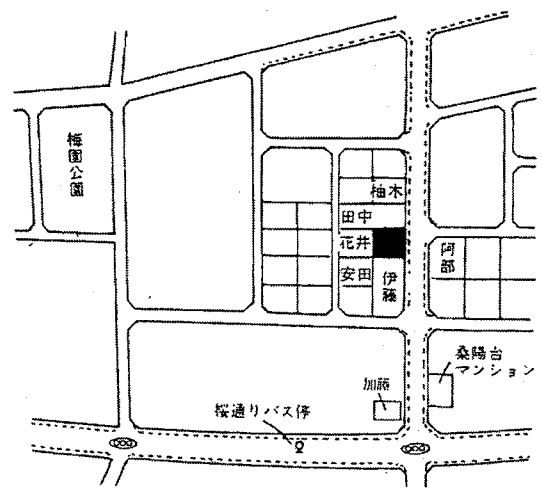 梅園公園
柚木
田中
花井
安田
伊藤
阿部
桑陽台
マンション
加藤
桜通りバス停